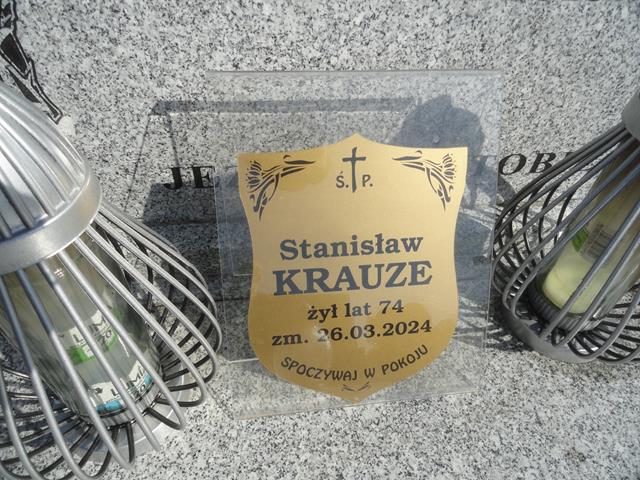 Ś. P.
Stanisław
KRAUZE
żył lat 74
zm. 26.03.2024
SPOCZYWAJ W POKOJU